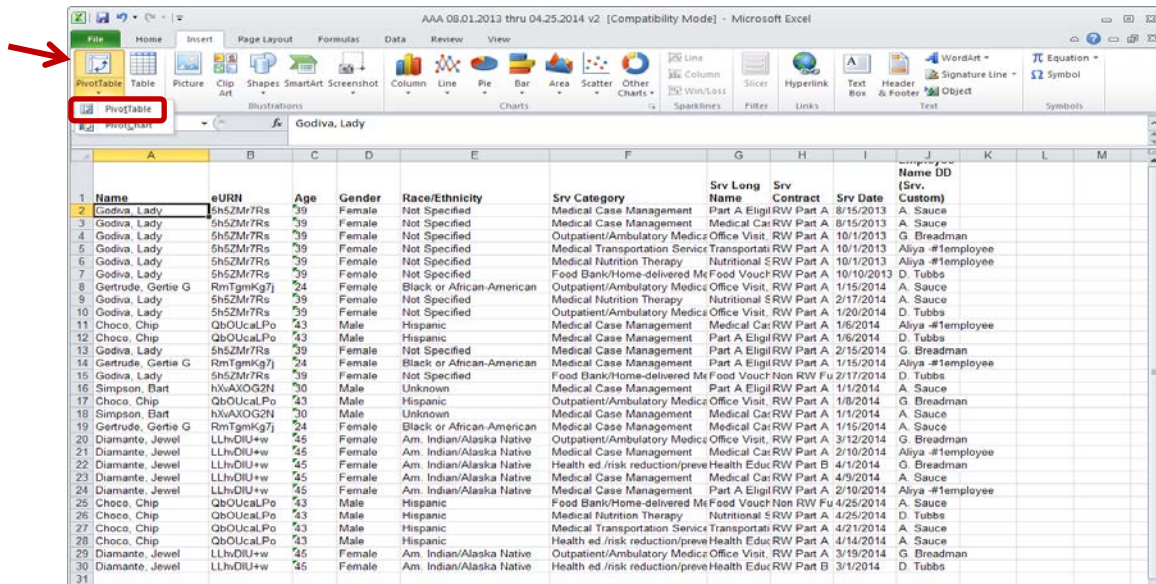 AAA 08.01.2013 thru 04.25.2014 v2 [Compatibility Mode] - Microsoft Excel
File Home Insert Page Layout Formulas Data Review View
PivotTable Table Picture Clip Art Shapes SmartArt Screenshot Column Line Pie Bar Area Scatter Other Charts Line Column Win/Loss Slicer Hyperlink Text Box Header & Footer WordArt Signature Line Object Equation Symbol
PivotTable Illustrations Charts Sparklines Filter Links Text Symbols
PivotChart fx Godiva, Lady
A B C D E F G H I J K L M
1 Name eURN Age Gender Race/Ethnicity Srv Category Srv Long Name Srv Contract Srv Date Name DD (Srv. Custom)
2 Godiva, Lady 5h5ZMr7Rs 39 Female Not Specified Medical Case Management Part A Eligil RW Part A 8/15/2013 A. Sauce
3 Godiva, Lady 5h5ZMr7Rs 39 Female Not Specified Medical Case Management Medical Cas RW Part A 8/15/2013 A. Sauce
4 Godiva, Lady 5h5ZMr7Rs 39 Female Not Specified Outpatient/Ambulatory Medica Office Visit, RW Part A 10/1/2013 G. Breadman
5 Godiva, Lady 5h5ZMr7Rs 39 Female Not Specified Medical Transportation Service Transportati RW Part A 10/1/2013 Aliya -#1employee
6 Godiva, Lady 5h5ZMr7Rs 39 Female Not Specified Medical Nutrition Therapy Nutritional S RW Part A 10/1/2013 Aliya -#1employee
7 Godiva, Lady 5h5ZMr7Rs 39 Female Not Specified Food Bank/Home-delivered Me Food Vouch RW Part A 10/10/2013 D. Tubbs
8 Gertrude, Gertie G RmTgmKg7j 24 Female Black or African-American Outpatient/Ambulatory Medica Office Visit, RW Part A 1/15/2014 A. Sauce
9 Godiva, Lady 5h5ZMr7Rs 39 Female Not Specified Medical Nutrition Therapy Nutritional S RW Part A 2/17/2014 A. Sauce
10 Godiva, Lady 5h5ZMr7Rs 39 Female Not Specified Outpatient/Ambulatory Medica Office Visit, RW Part A 1/20/2014 D. Tubbs
11 Choco, Chip QbOUcaLPo 43 Male Hispanic Medical Case Management Medical Cas RW Part A 1/6/2014 Aliya -#1employee
12 Choco, Chip QbOUcaLPo 43 Male Hispanic Medical Case Management Part A Eligil RW Part A 1/6/2014 D. Tubbs
13 Godiva, Lady 5h5ZMr7Rs 39 Female Not Specified Medical Case Management Part A Eligil RW Part A 2/15/2014 G. Breadman
14 Gertrude, Gertie G RmTgmKg7j 24 Female Black or African-American Medical Case Management Part A Eligil RW Part A 1/15/2014 Aliya -#1employee
15 Godiva, Lady 5h5ZMr7Rs 39 Female Not Specified Food Bank/Home-delivered Me Food Vouch Non RW Fu 2/17/2014 D. Tubbs
16 Simpson, Bart hXvAXOG2N 30 Male Unknown Medical Case Management Part A Eligil RW Part A 1/1/2014 A. Sauce
17 Choco, Chip QbOUcaLPo 43 Male Hispanic Outpatient/Ambulatory Medica Office Visit, RW Part A 1/8/2014 G. Breadman
18 Simpson, Bart hXvAXOG2N 30 Male Unknown Medical Case Management Medical Cas RW Part A 1/1/2014 A. Sauce
19 Gertrude, Gertie G RmTgmKg7j 24 Female Black or African-American Medical Case Management Medical Cas RW Part A 1/15/2014 A. Sauce
20 Diamante, Jewel LLhvDIU+w 45 Female Am. Indian/Alaska Native Outpatient/Ambulatory Medica Office Visit, RW Part A 3/12/2014 G. Breadman
21 Diamante, Jewel LLhvDIU+w 45 Female Am. Indian/Alaska Native Medical Case Management Medical Cas RW Part A 2/10/2014 Aliya -#1employee
22 Diamante, Jewel LLhvDIU+w 45 Female Am. Indian/Alaska Native Health ed./risk reduction/preve Health Educ RW Part B 4/1/2014 G. Breadman
23 Diamante, Jewel LLhvDIU+w 45 Female Am. Indian/Alaska Native Medical Case Management Medical Cas RW Part A 4/9/2014 A. Sauce
24 Diamante, Jewel LLhvDIU+w 45 Female Am. Indian/Alaska Native Medical Case Management Part A Eligil RW Part A 2/10/2014 Aliya -#1employee
25 Choco, Chip QbOUcaLPo 43 Male Hispanic Food Bank/Home-delivered Me Food Vouch Non RW Fu 4/25/2014 A. Sauce
26 Choco, Chip QbOUcaLPo 43 Male Hispanic Medical Nutrition Therapy Nutritional S RW Part A 4/25/2014 D. Tubbs
27 Choco, Chip QbOUcaLPo 43 Male Hispanic Medical Transportation Service Transportati RW Part A 4/21/2014 A. Sauce
28 Choco, Chip QbOUcaLPo 43 Male Hispanic Health ed./risk reduction/preve Health Educ RW Part A 4/14/2014 A. Sauce
29 Diamante, Jewel LLhvDIU+w 45 Female Am. Indian/Alaska Native Outpatient/Ambulatory Medica Office Visit, RW Part A 3/19/2014 G. Breadman
30 Diamante, Jewel LLhvDIU+w 45 Female Am. Indian/Alaska Native Health ed./risk reduction/preve Health Educ RW Part B 3/1/2014 D. Tubbs
31